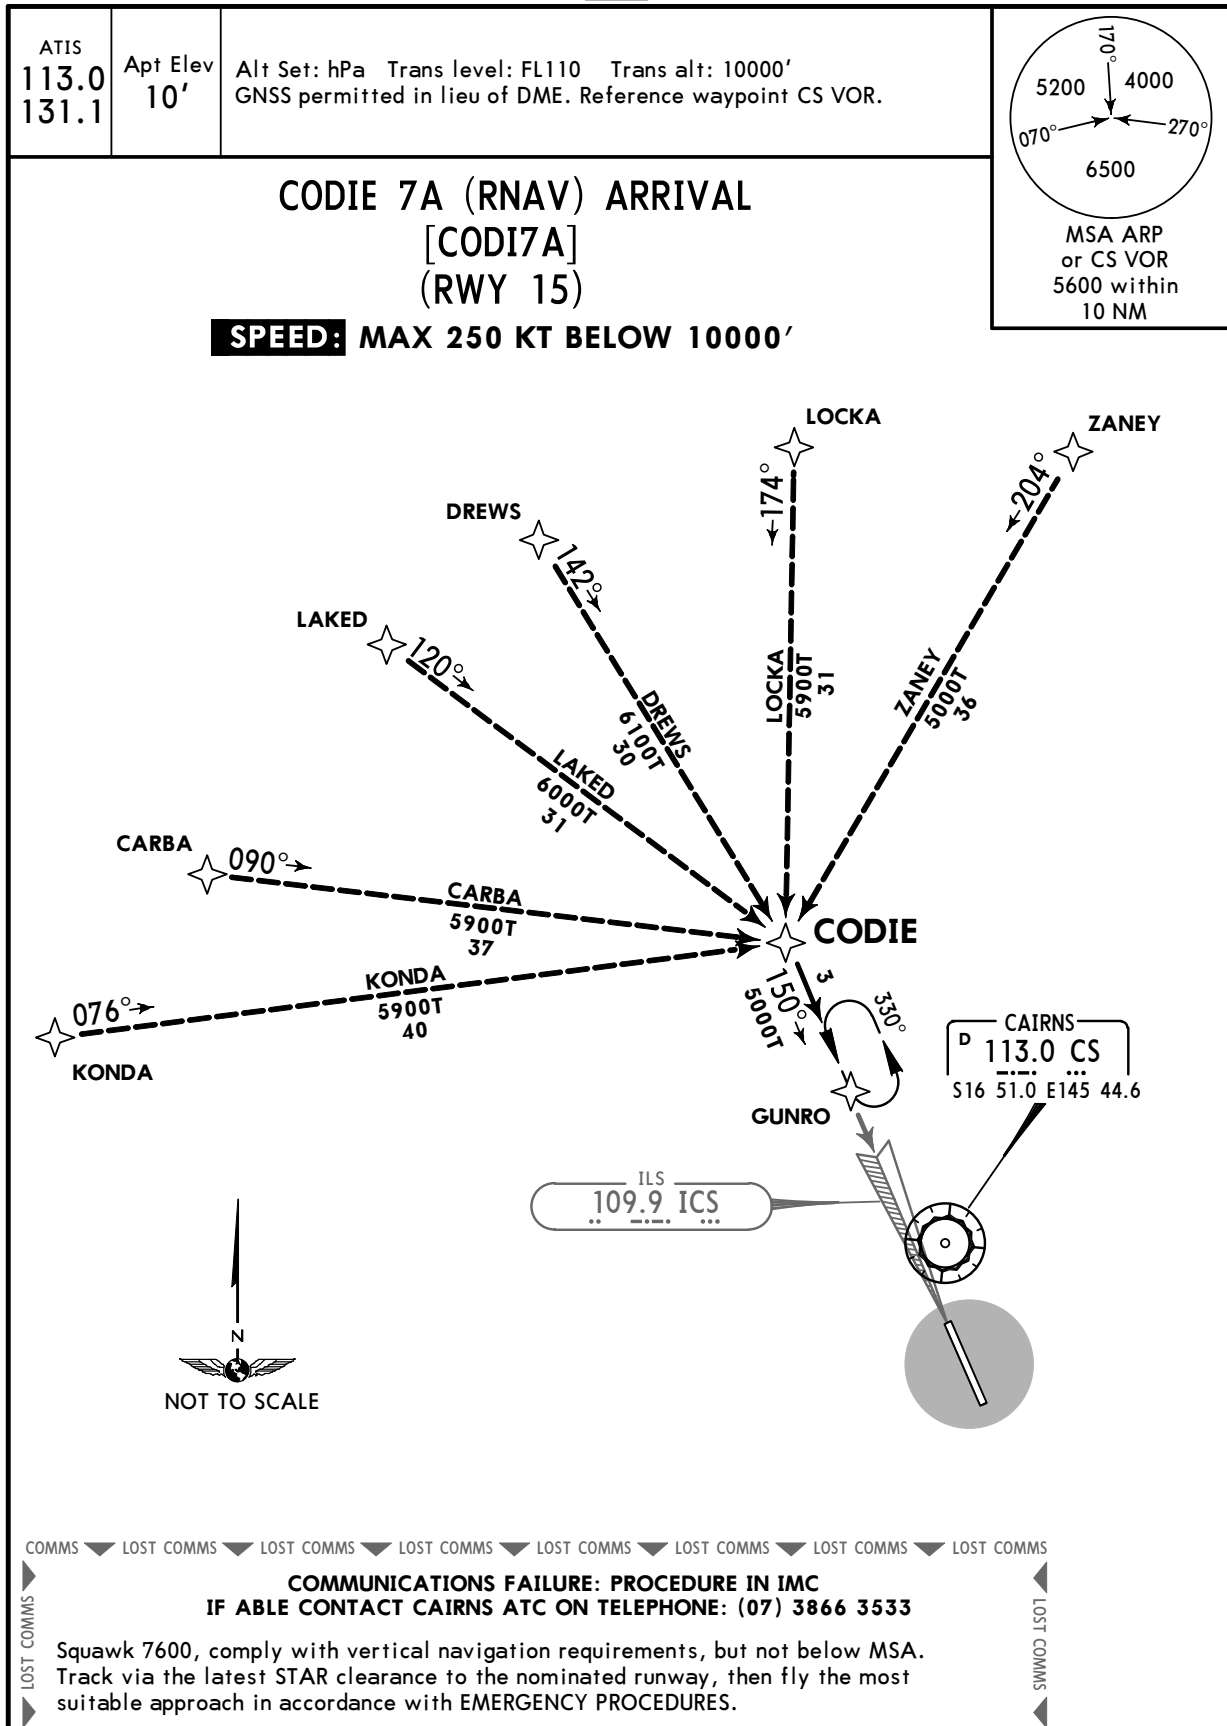 ATIS
113.0
131.1
Apt Elev
10'
Alt Set: hPa Trans level: FL110 Trans alt: 10000'
GNSS permitted in lieu of DME. Reference waypoint CS VOR.
170°
5200
4000
070°
270°
6500
MSA ARP
or CS VOR
5600 within
10 NM
CODIE 7A (RNAV) ARRIVAL
[CODI7A]
(RWY 15)
SPEED: MAX 250 KT BELOW 10000'
LOCKA
ZANEY
174°
204°
DREWS
142°
LAKED
120°
LOCKA
5900T
31
ZANEY
5000T
36
DREWS
6100T
30
LAKED
6000T
31
CARBA
090°
CARBA
5900T
37
CODIE
KONDA
5900T
40
076°
KONDA
3
150°
5000T
330°
CAIRNS
D 113.0 CS
S16 51.0 E145 44.6
GUNRO
ILS
109.9 ICS
N
NOT TO SCALE
COMMS LOST COMMS LOST COMMS LOST COMMS LOST COMMS LOST COMMS LOST COMMS LOST COMMS
LOST COMMS
LOST COMMS
COMMUNICATIONS FAILURE: PROCEDURE IN IMC
IF ABLE CONTACT CAIRNS ATC ON TELEPHONE: (07) 3866 3533
Squawk 7600, comply with vertical navigation requirements, but not below MSA.
Track via the latest STAR clearance to the nominated runway, then fly the most
suitable approach in accordance with EMERGENCY PROCEDURES.